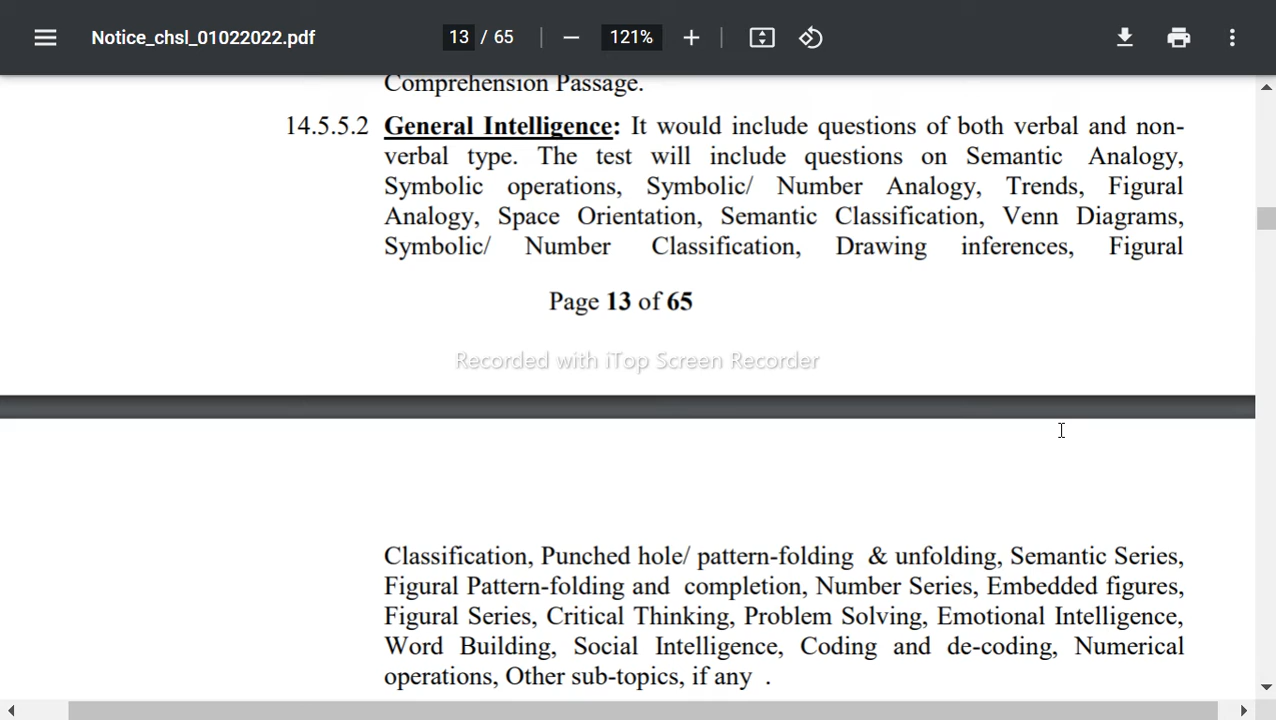 Notice_chsl_01022022.pdf
13 / 65
121%
Comprehension Passage.
14.5.5.2 General Intelligence: It would include questions of both verbal and non-
verbal type. The test will include questions on Semantic Analogy,
Symbolic operations, Symbolic/ Number Analogy, Trends, Figural
Analogy, Space Orientation, Semantic Classification, Venn Diagrams,
Symbolic/ Number Classification, Drawing inferences, Figural
Page 13 of 65
Recorded with iTop Screen Recorder
Classification, Punched hole/ pattern-folding & unfolding, Semantic Series,
Figural Pattern-folding and completion, Number Series, Embedded figures,
Figural Series, Critical Thinking, Problem Solving, Emotional Intelligence,
Word Building, Social Intelligence, Coding and de-coding, Numerical
operations, Other sub-topics, if any .